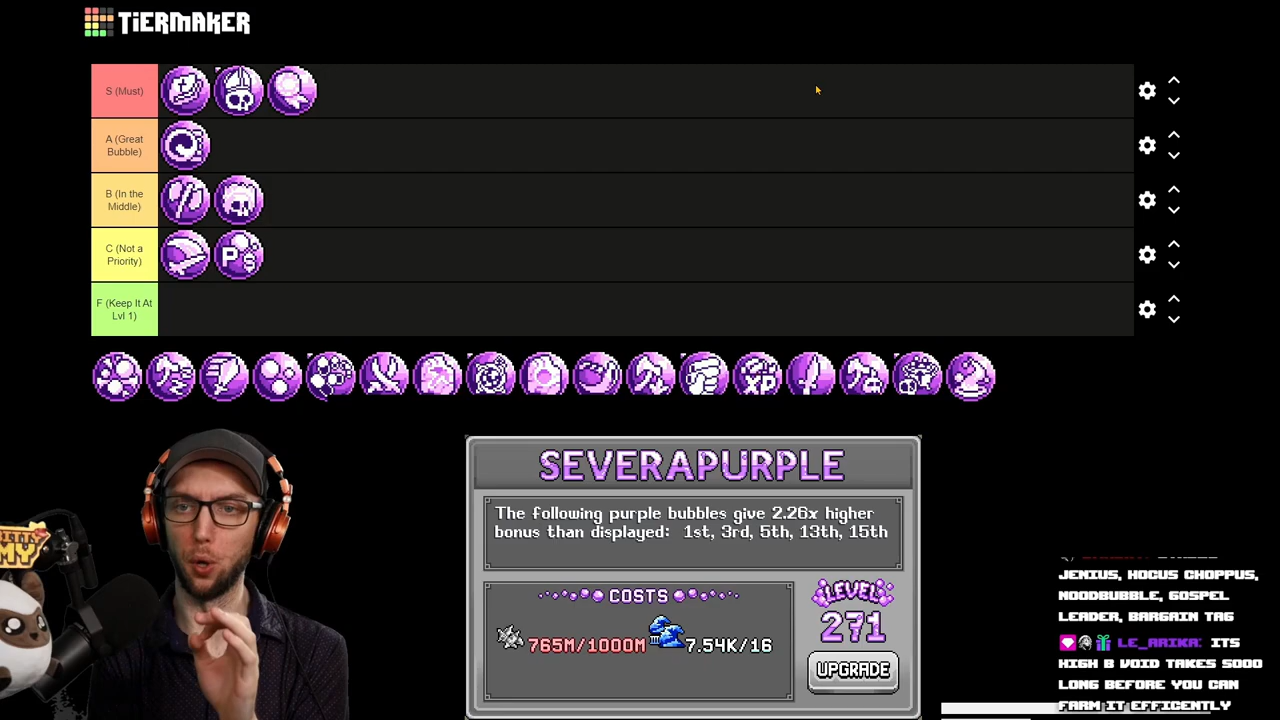 TIERMAKER
S (Must)
A (Great
Bubble)
B (In the
Middle)
C (Not a
Priority)
F (Keep It At
Lvl 1)
P
XP
SEVERAPURPLE
The following purple bubbles give 2.26x higher
bonus than displayed: 1st, 3rd, 5th, 13th, 15th
COSTS
765M/1000M 7.54K/16
LEVEL
271
UPGRADE
MY
JENIUS, HOCUS CHOPPUS,
NOODBUBBLE, GOSPEL
LEADER, BARGAIN TAG
LE_ARIKA: ITS
HIGH B VOID TAKES SOOO
LONG BEFORE YOU CAN
FARM IT EFFICENTLY